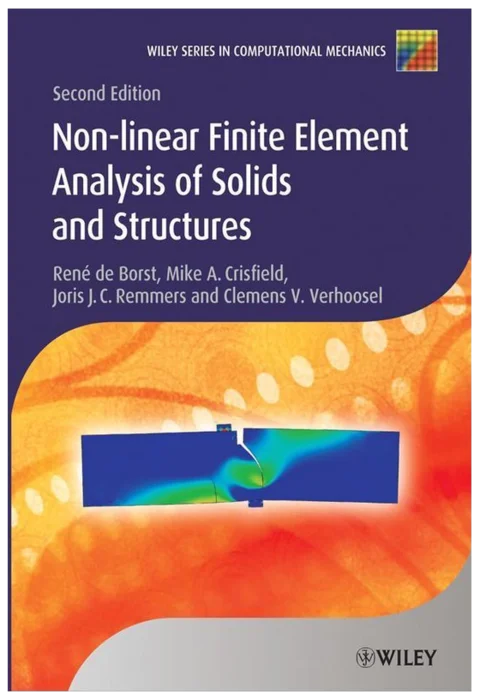 WILEY SERIES IN COMPUTATIONAL MECHANICS
Second Edition
Non-linear Finite Element
Analysis of Solids
and Structures
René de Borst, Mike A. Crisfield,
Joris J. C. Remmers and Clemens V. Verhoosel
WILEY